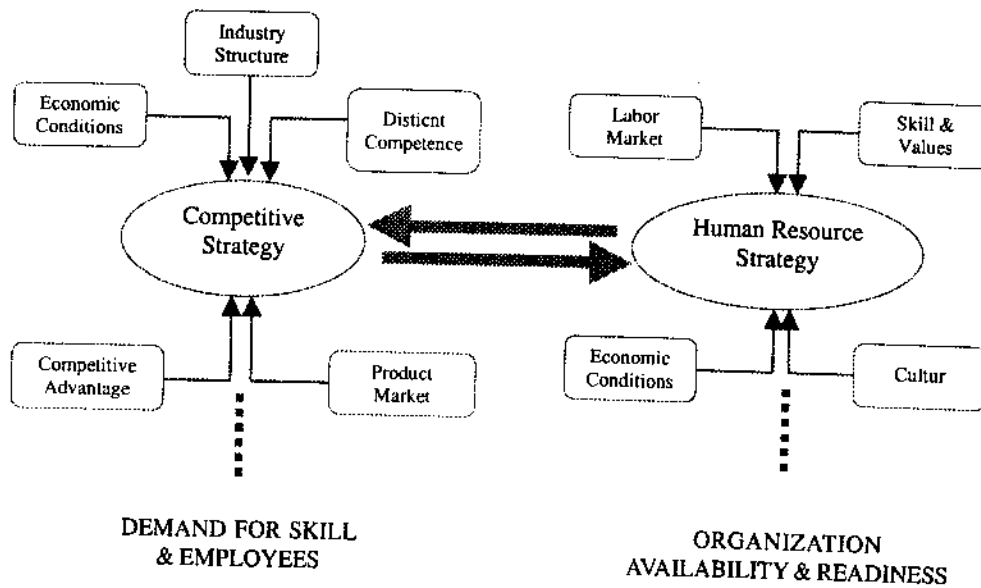 Industry
Structure
Economic
Conditions
Disticnt
Competence
Labor
Market
Skill &
Values
Competitive
Strategy
Human Resource
Strategy
Competitive
Advantage
Product
Market
Economic
Conditions
Cultur
DEMAND FOR SKILL
& EMPLOYEES
ORGANIZATION
AVAILABILITY & READINESS